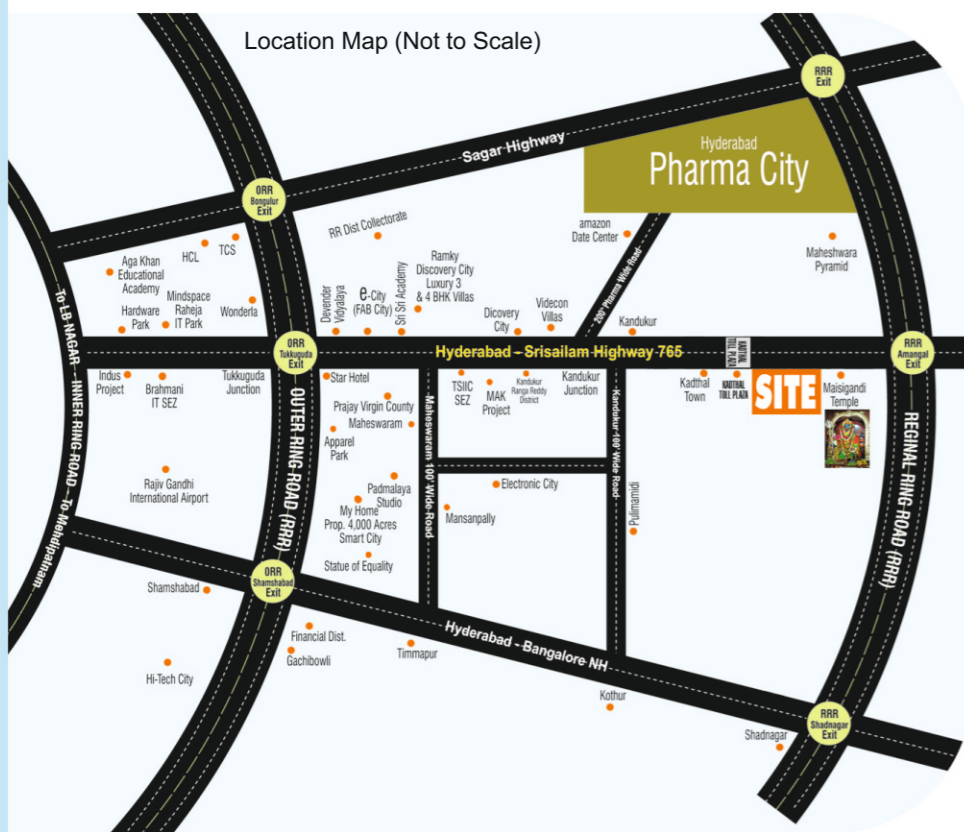 Location Map (Not to Scale)
RRR
Exit
Sagar Highway
Hyderabad
Pharma City
ORR
Bongulur
Exit
RR Dist Collectorate
amazon
Date Center
TCS
HCL
Aga Khan
Educational
Academy
Maheshwara
Pyramid
Ramky
Discovery City
Luxury 3
& 4 BHK Villas
200' Pharma Wide Road
Mindspace
Raheja
IT Park
Hardware
Park
Wonderla
Devender
Vidyalaya
e-City
(FAB City)
Sri Sri Academy
Dicovery
City
Videcon
Villas
Kandukur
To LB NAGAR - INNER RING ROAD - To Mehdipatnam
ORR
Tukkuguda
Exit
Hyderabad - Srisailam Highway 765
KADTHAL
TOLL PLAZA
RRR
Amangal
Exit
Indus
Project
Brahmani
IT SEZ
Tukkuguda
Junction
Star Hotel
TSIIC
SEZ
MAK
Project
Kandukur
Ranga Reddy
District
Kandukur
Junction
Kadthal
Town
KADTHAL
TOLL PLAZA
SITE
Maisigandi
Temple
Prajay Virgin County
Maheswaram
Apparel
Park
OUTER RING ROAD (IRR)
Maheswaram 100' Wide Road
Kandukur 100' Wide Road
REGINAL RING ROAD (RRR)
Rajiv Gandhi
International Airport
Padmalaya
Studio
Electronic City
My Home
Prop. 4,000 Acres
Smart City
Mansanpally
Pulimamidi
Statue of Equality
ORR
Shamshabad
Exit
Shamshabad
Hyderabad - Bangalore NH
Financial Dist.
Gachibowli
Timmapur
Hi-Tech City
Kothur
RRR
Shadnagar
Exit
Shadnagar